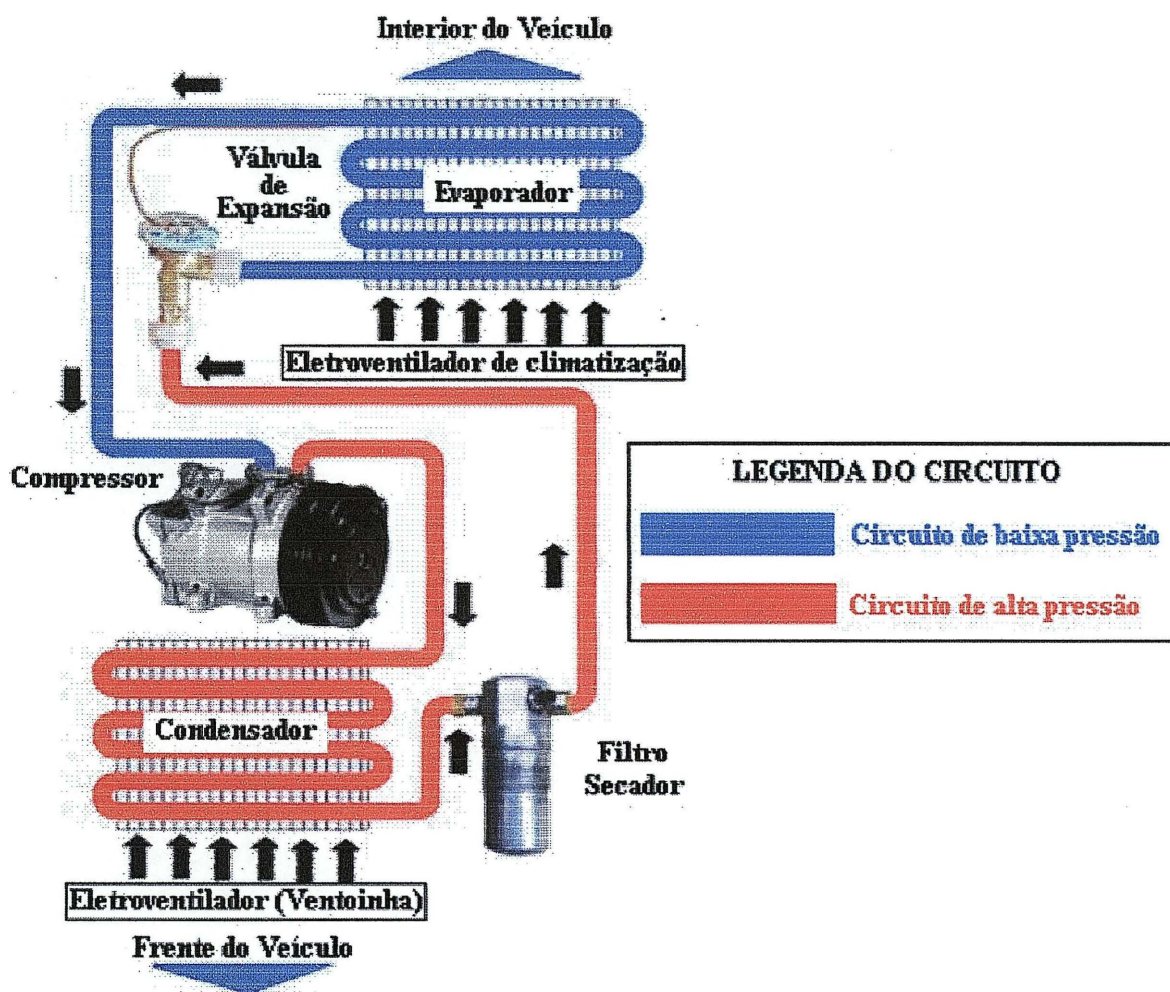 Interior do Veículo
Válvula
de
Expansão
Evaporador
Eletroventilador de climatização
Compressor
LEGENDA DO CIRCUITO
Circuito de baixa pressão
Circuito de alta pressão
Condensador
Filtro
Secador
Eletroventilador (Ventoinha)
Frente do Veículo